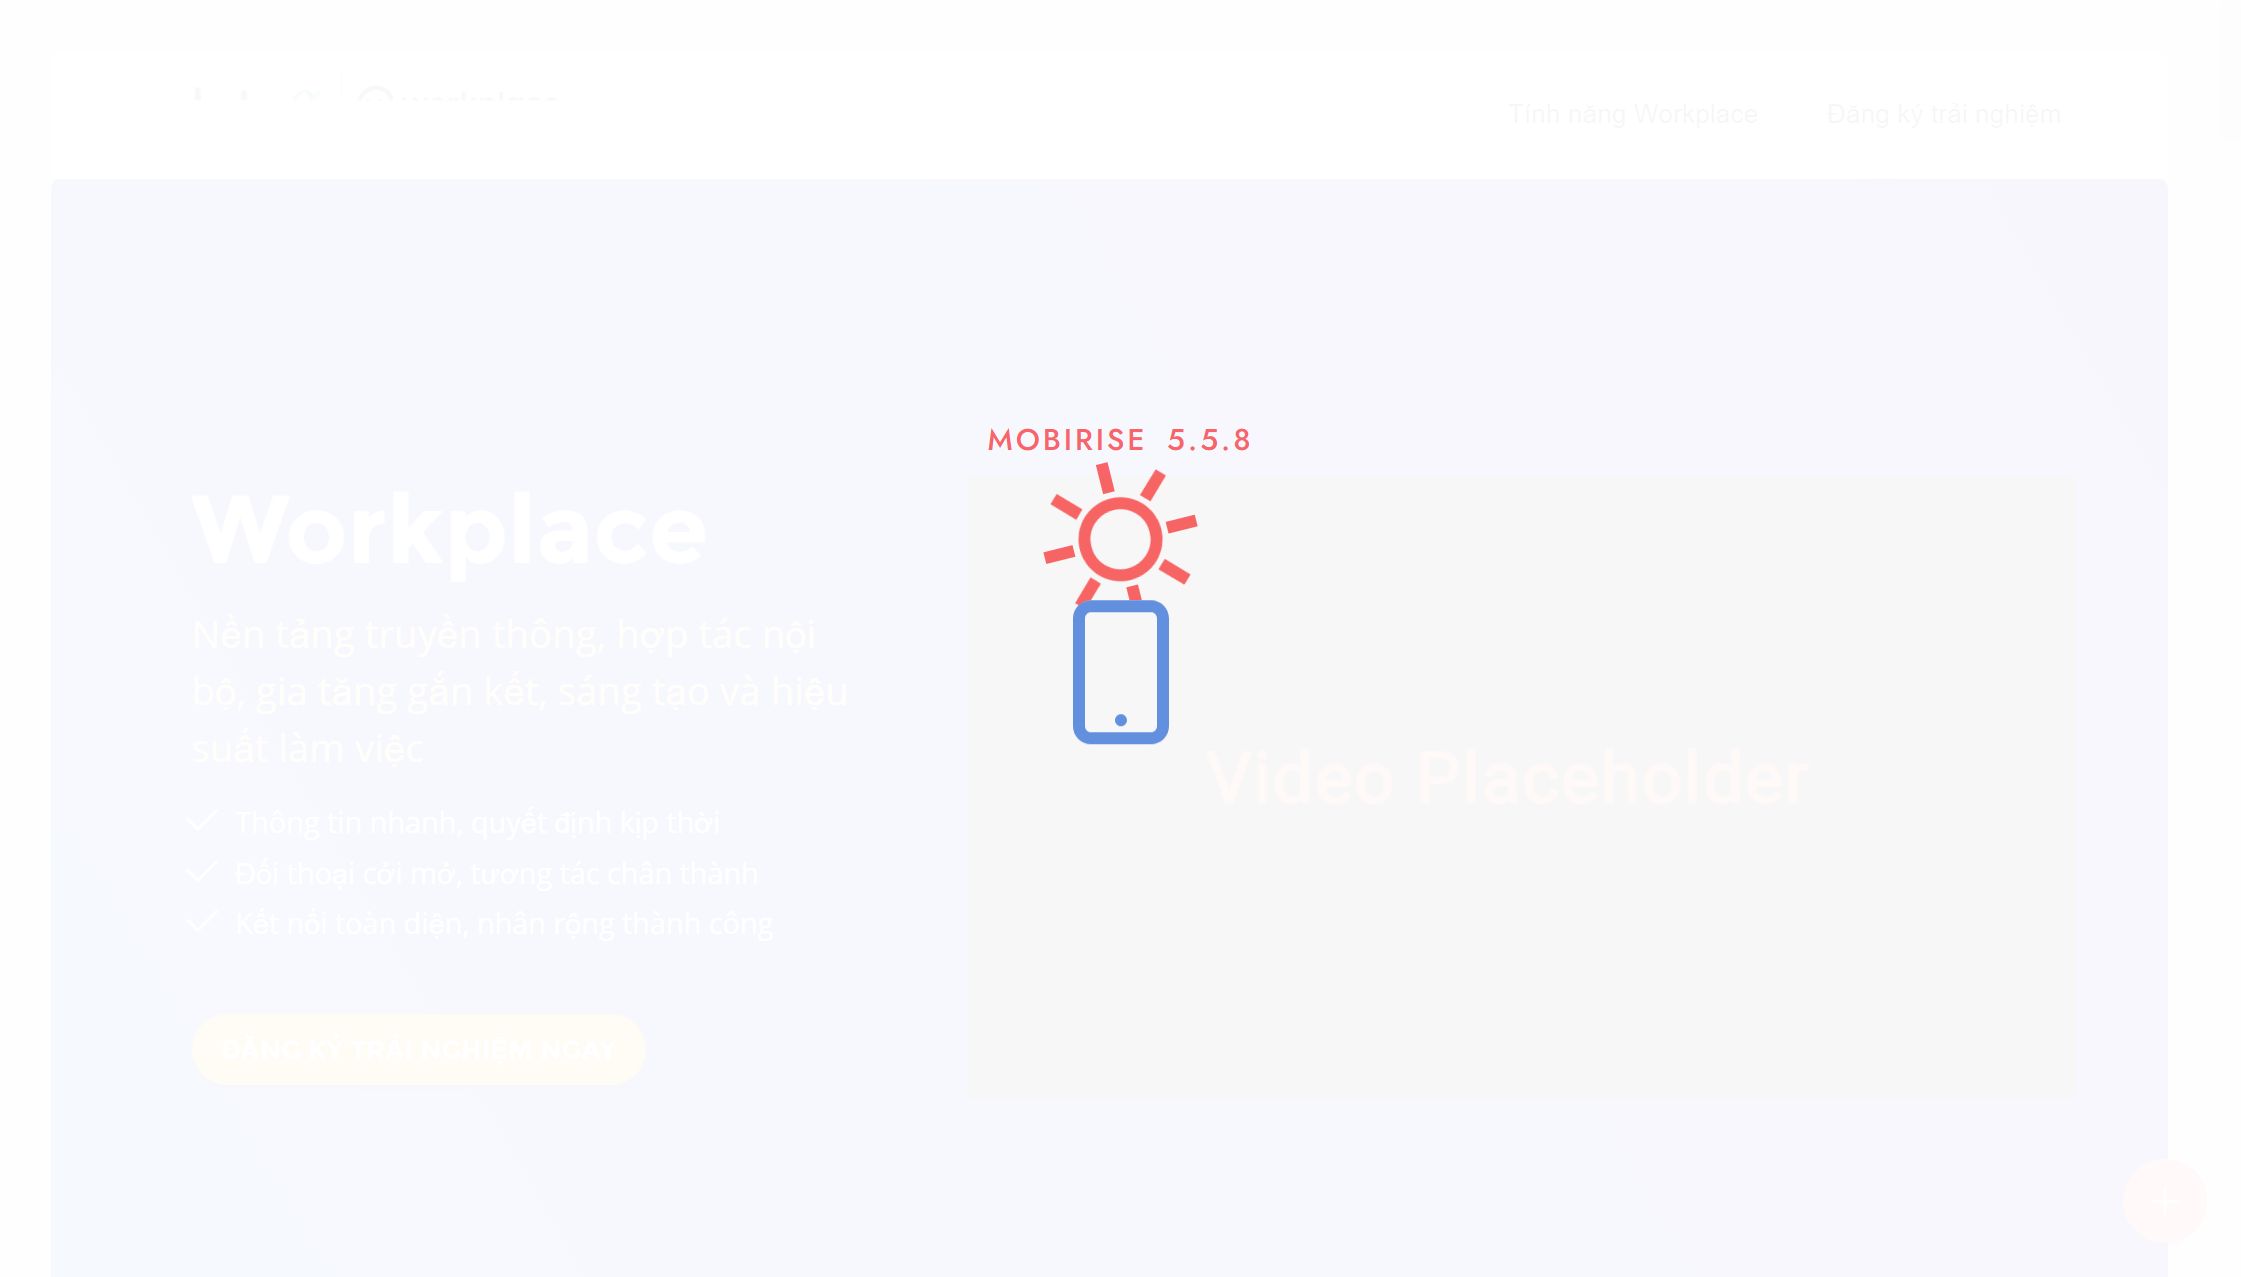 workplace
Tính năng Workplace
Đăng ký trải nghiệm
MOBIRISE 5.5.8
Workplace
Nền tảng truyền thông, hợp tác nội
bộ, gia tăng gắn kết, sáng tạo và hiệu
suất làm việc
Thông tin nhanh, quyết định kịp thời
Đối thoại cởi mở, tương tác chân thành
Kết nối toàn diện, nhân rộng thành công
ĐĂNG KÝ TRẢI NGHIỆM NGAY
Video Placeholder